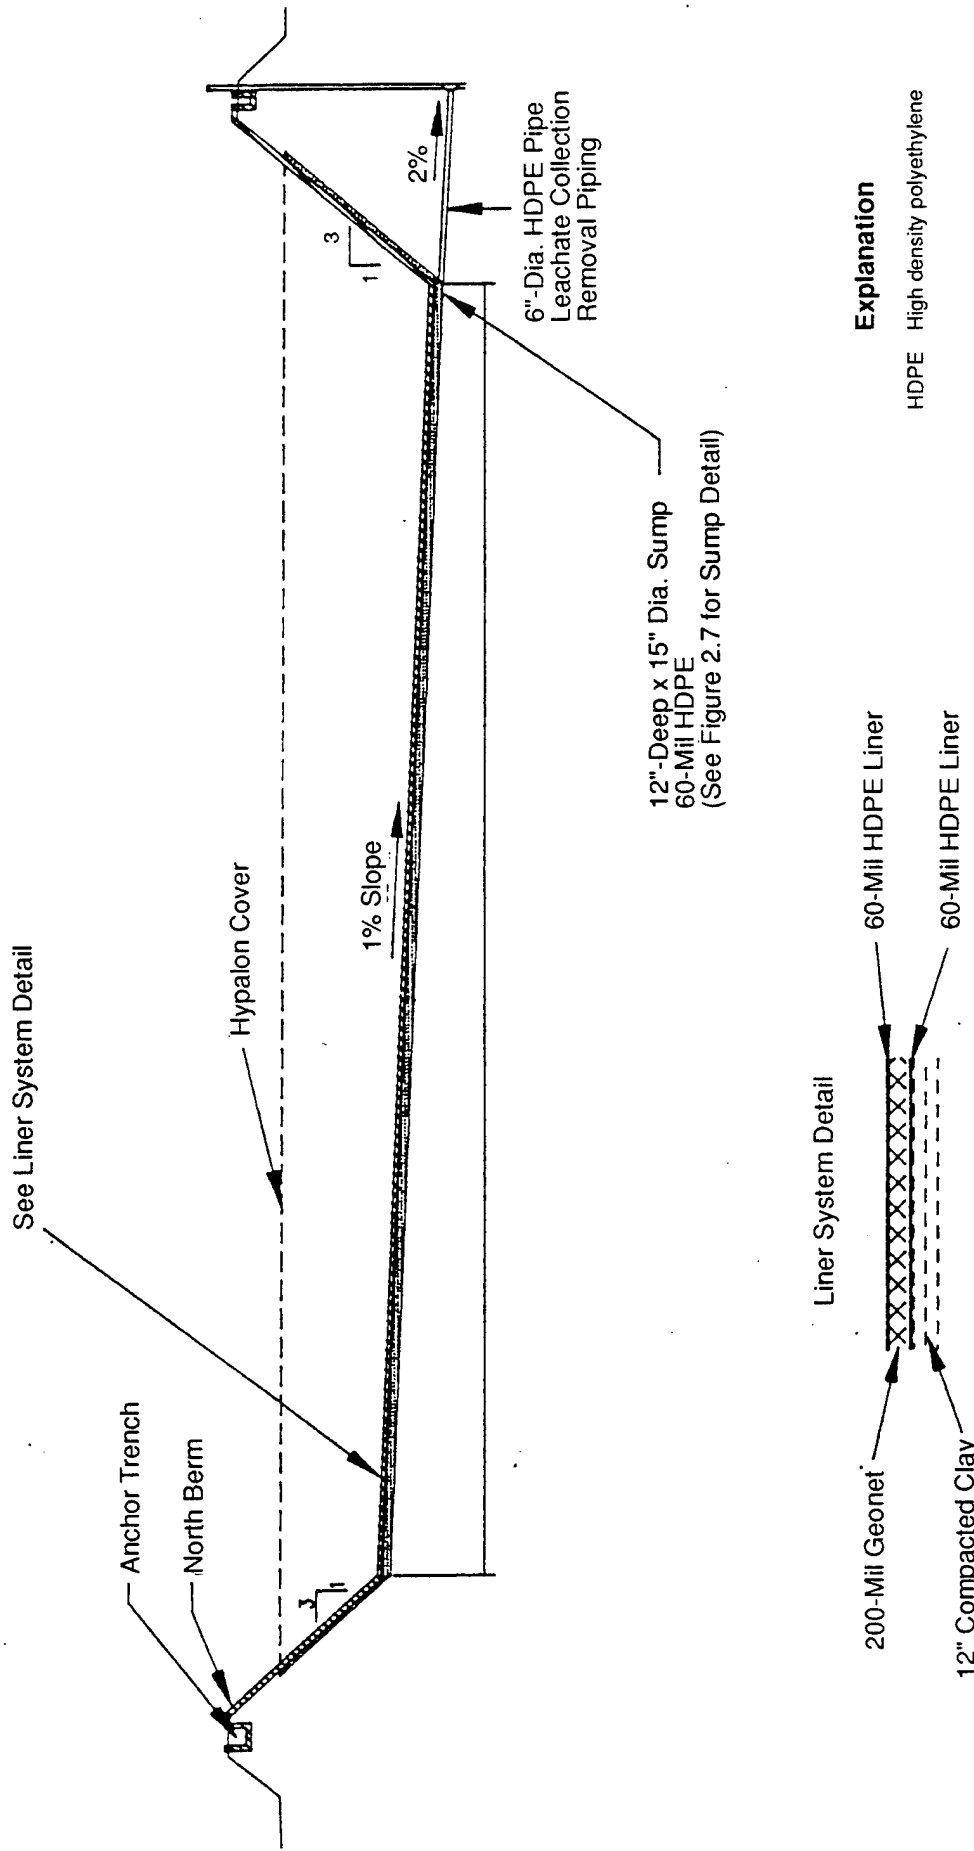 See Liner System Detail
Anchor Trench
North Berm
Hypalon Cover
3
1
1% Slope
3
1
2%
6"-Dia. HDPE Pipe
Leachate Collection
Removal Piping
12"-Deep x 15" Dia. Sump
60-Mil HDPE
(See Figure 2.7 for Sump Detail)
Liner System Detail
200-Mil Geonet
12" Compacted Clay
60-Mil HDPE Liner
60-Mil HDPE Liner
Explanation
HDPE High density polyethylene